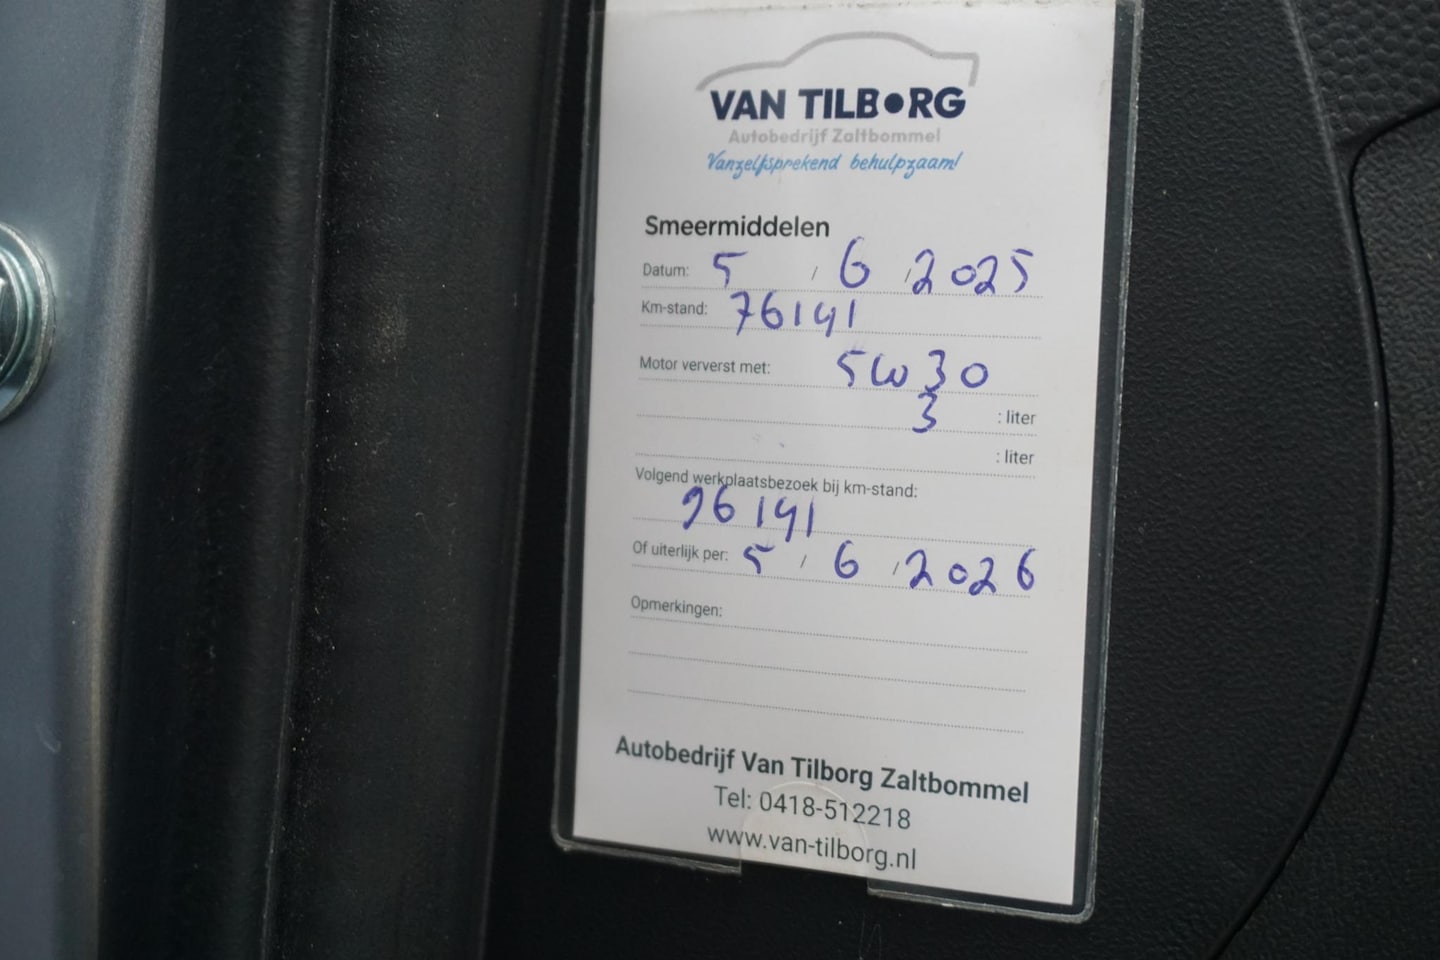 VAN TILBORG
Autobedrijf Zaltbommel
Vanzelfsprekend behulpzaam!
Smeermiddelen
Datum: 5 / 6 / 2025
Km-stand: 76191
Motor ververst met: 5W30
3 : liter
: liter
Volgend werkplaatsbezoek bij km-stand:
96191
Of uiterlijk per: 5 / 6 / 2026
Opmerkingen:
Autobedrijf Van Tilborg Zaltbommel
Tel: 0418-512218
www.van-tilborg.nl